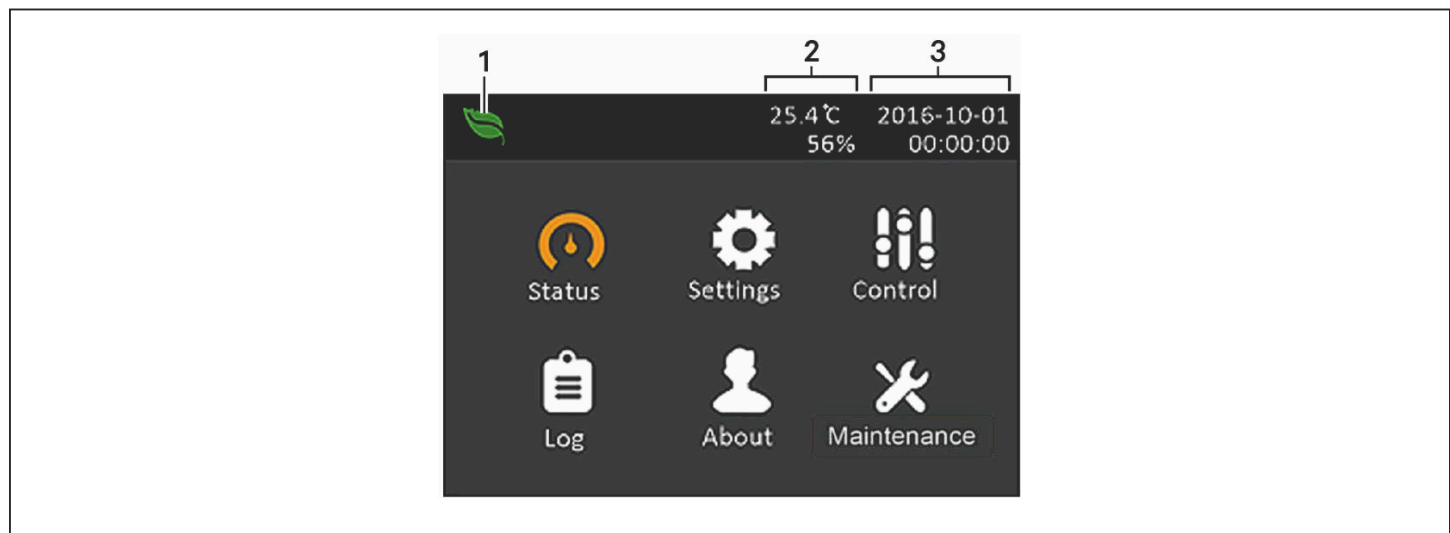 1 2 3
25.4℃ 2016-10-01
56% 00:00:00
Status Settings Control
Log About Maintenance